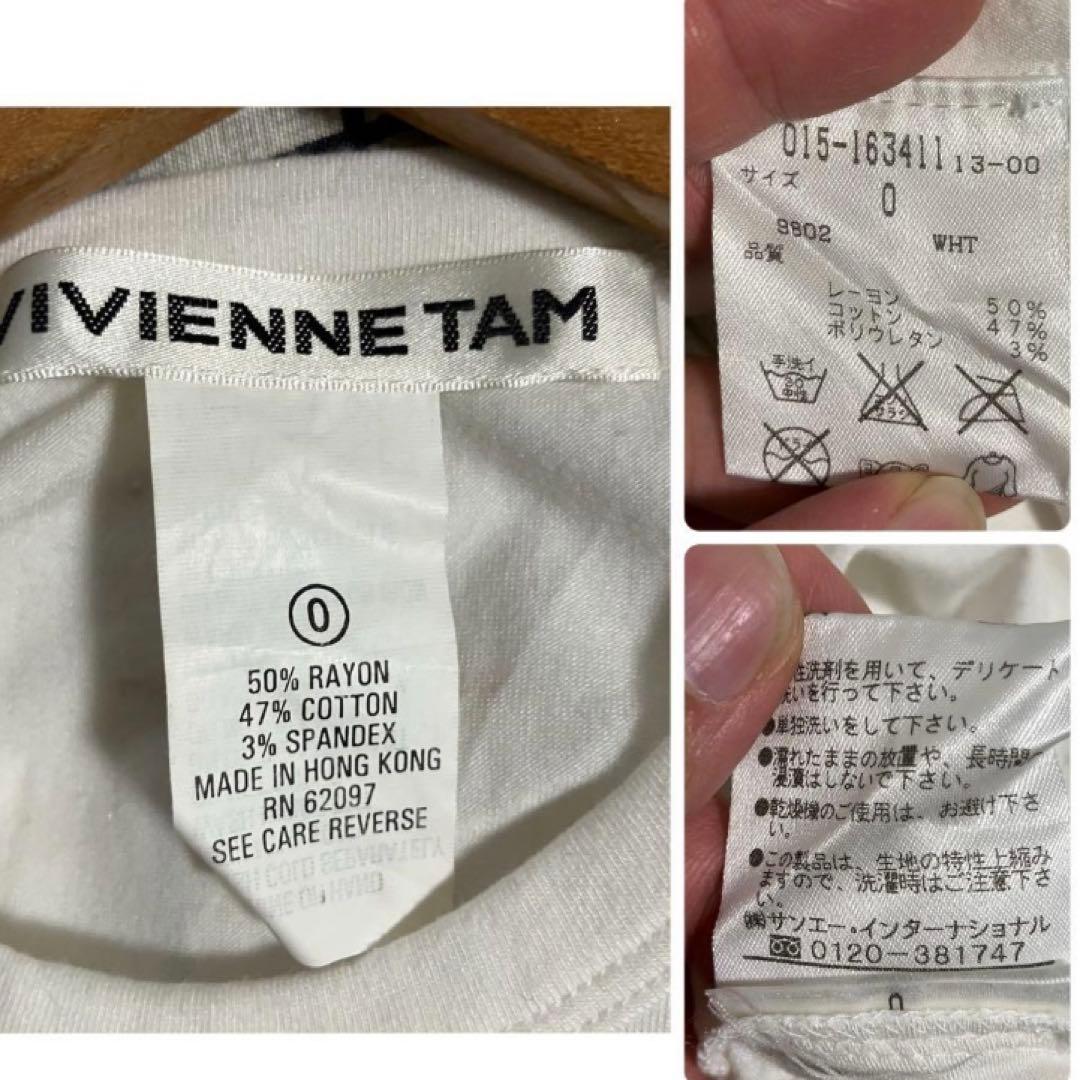 VIVIENNE TAM
0
50% RAYON
47% COTTON
3% SPANDEX
MADE IN HONG KONG
RN 62097
SEE CARE REVERSE
015-163411 13-00
サイズ
0
9802
WHT
品質
レーヨン 50%
コットン 47%
ポリウレタン 3%
手洗イ
30
中性
性洗剤を用いて、デリケート
洗いを行って下さい。
●単独洗いをして下さい。
●濡れたままの放置や、長時間の
浸漬はしないで下さい。
●乾燥機のご使用は、お避け下さ
い。
●この製品は、生地の特性上縮み
ますので、洗濯時はご注意下さ
い。
㈱サンエー・インターナショナル
0120-381747
0